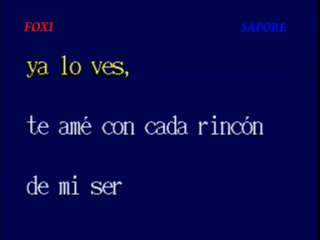 FOXI SAPORE
ya lo ves,
te amé con cada rincón
de mi ser